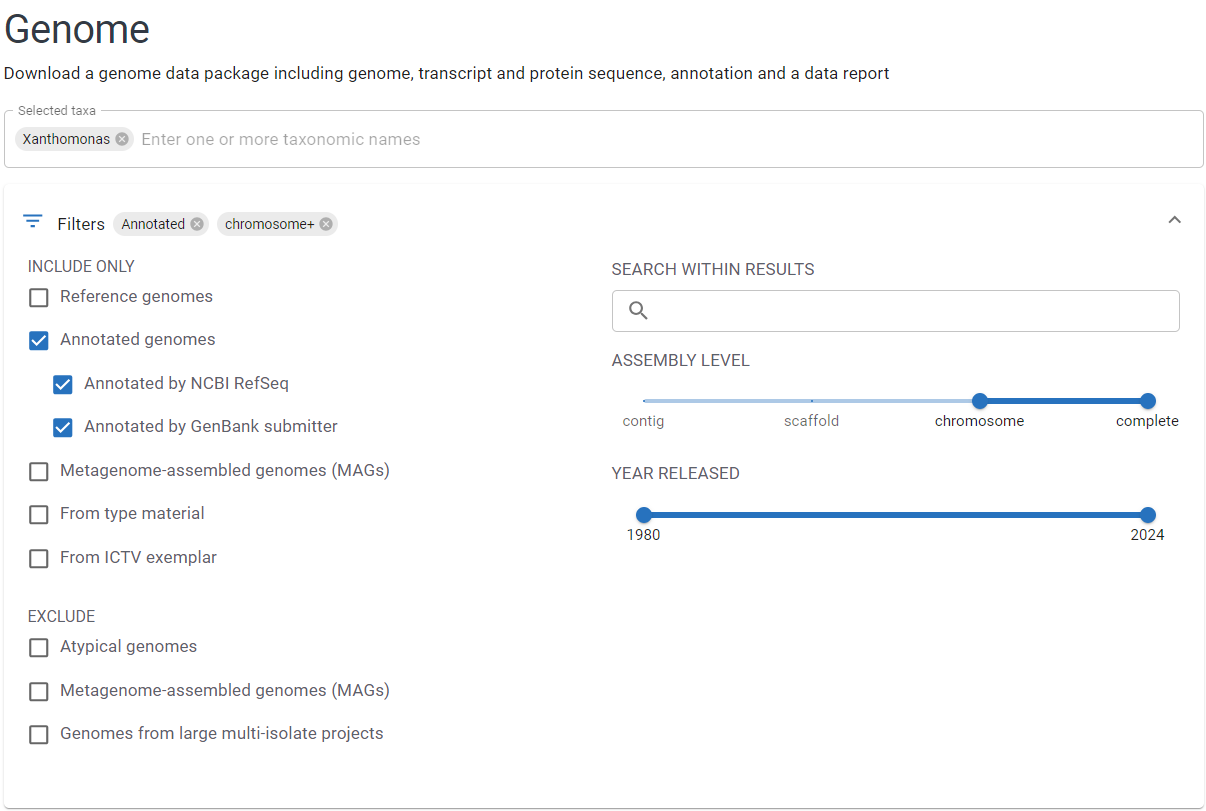 Genome
Download a genome data package including genome, transcript and protein sequence, annotation and a data report
Selected taxa
Xanthomonas Enter one or more taxonomic names
Filters Annotated chromosome+
INCLUDE ONLY
Reference genomes
Annotated genomes
Annotated by NCBI RefSeq
Annotated by GenBank submitter
Metagenome-assembled genomes (MAGs)
From type material
From ICTV exemplar
EXCLUDE
Atypical genomes
Metagenome-assembled genomes (MAGs)
Genomes from large multi-isolate projects
SEARCH WITHIN RESULTS
ASSEMBLY LEVEL
contig scaffold chromosome complete
YEAR RELEASED
1980 2024